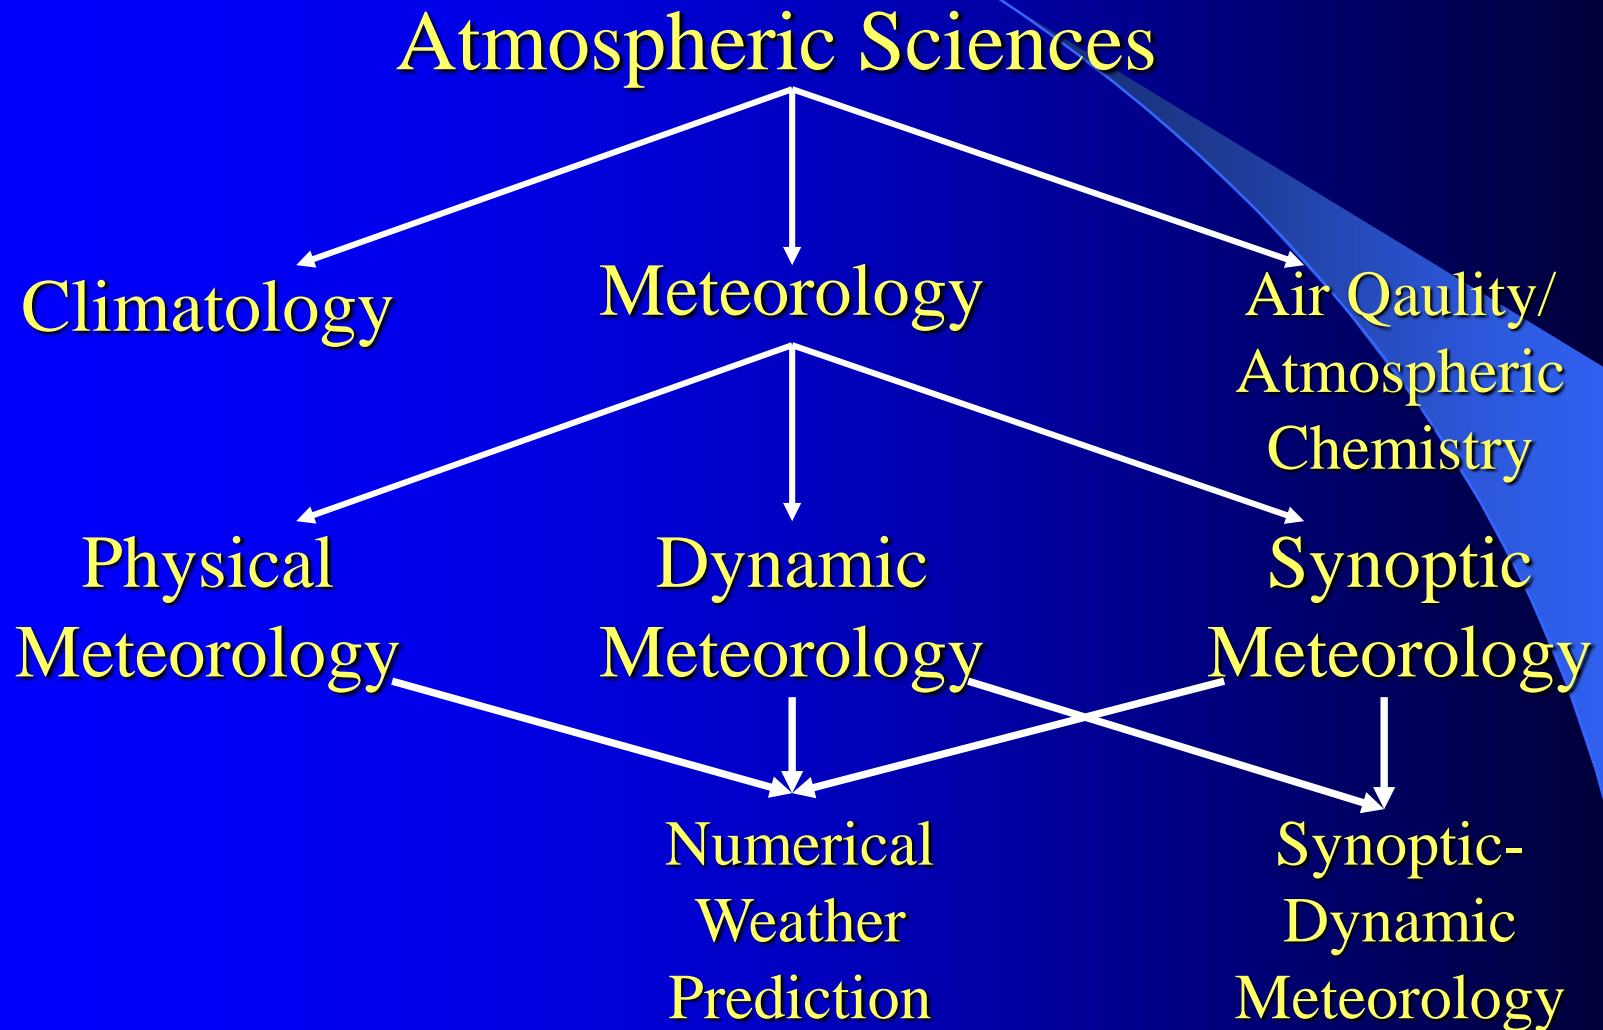 Atmospheric Sciences
Climatology
Meteorology
Air Qaulity/
Atmospheric
Chemistry
Physical
Meteorology
Dynamic
Meteorology
Synoptic
Meteorology
Numerical
Weather
Prediction
Synoptic-
Dynamic
Meteorology